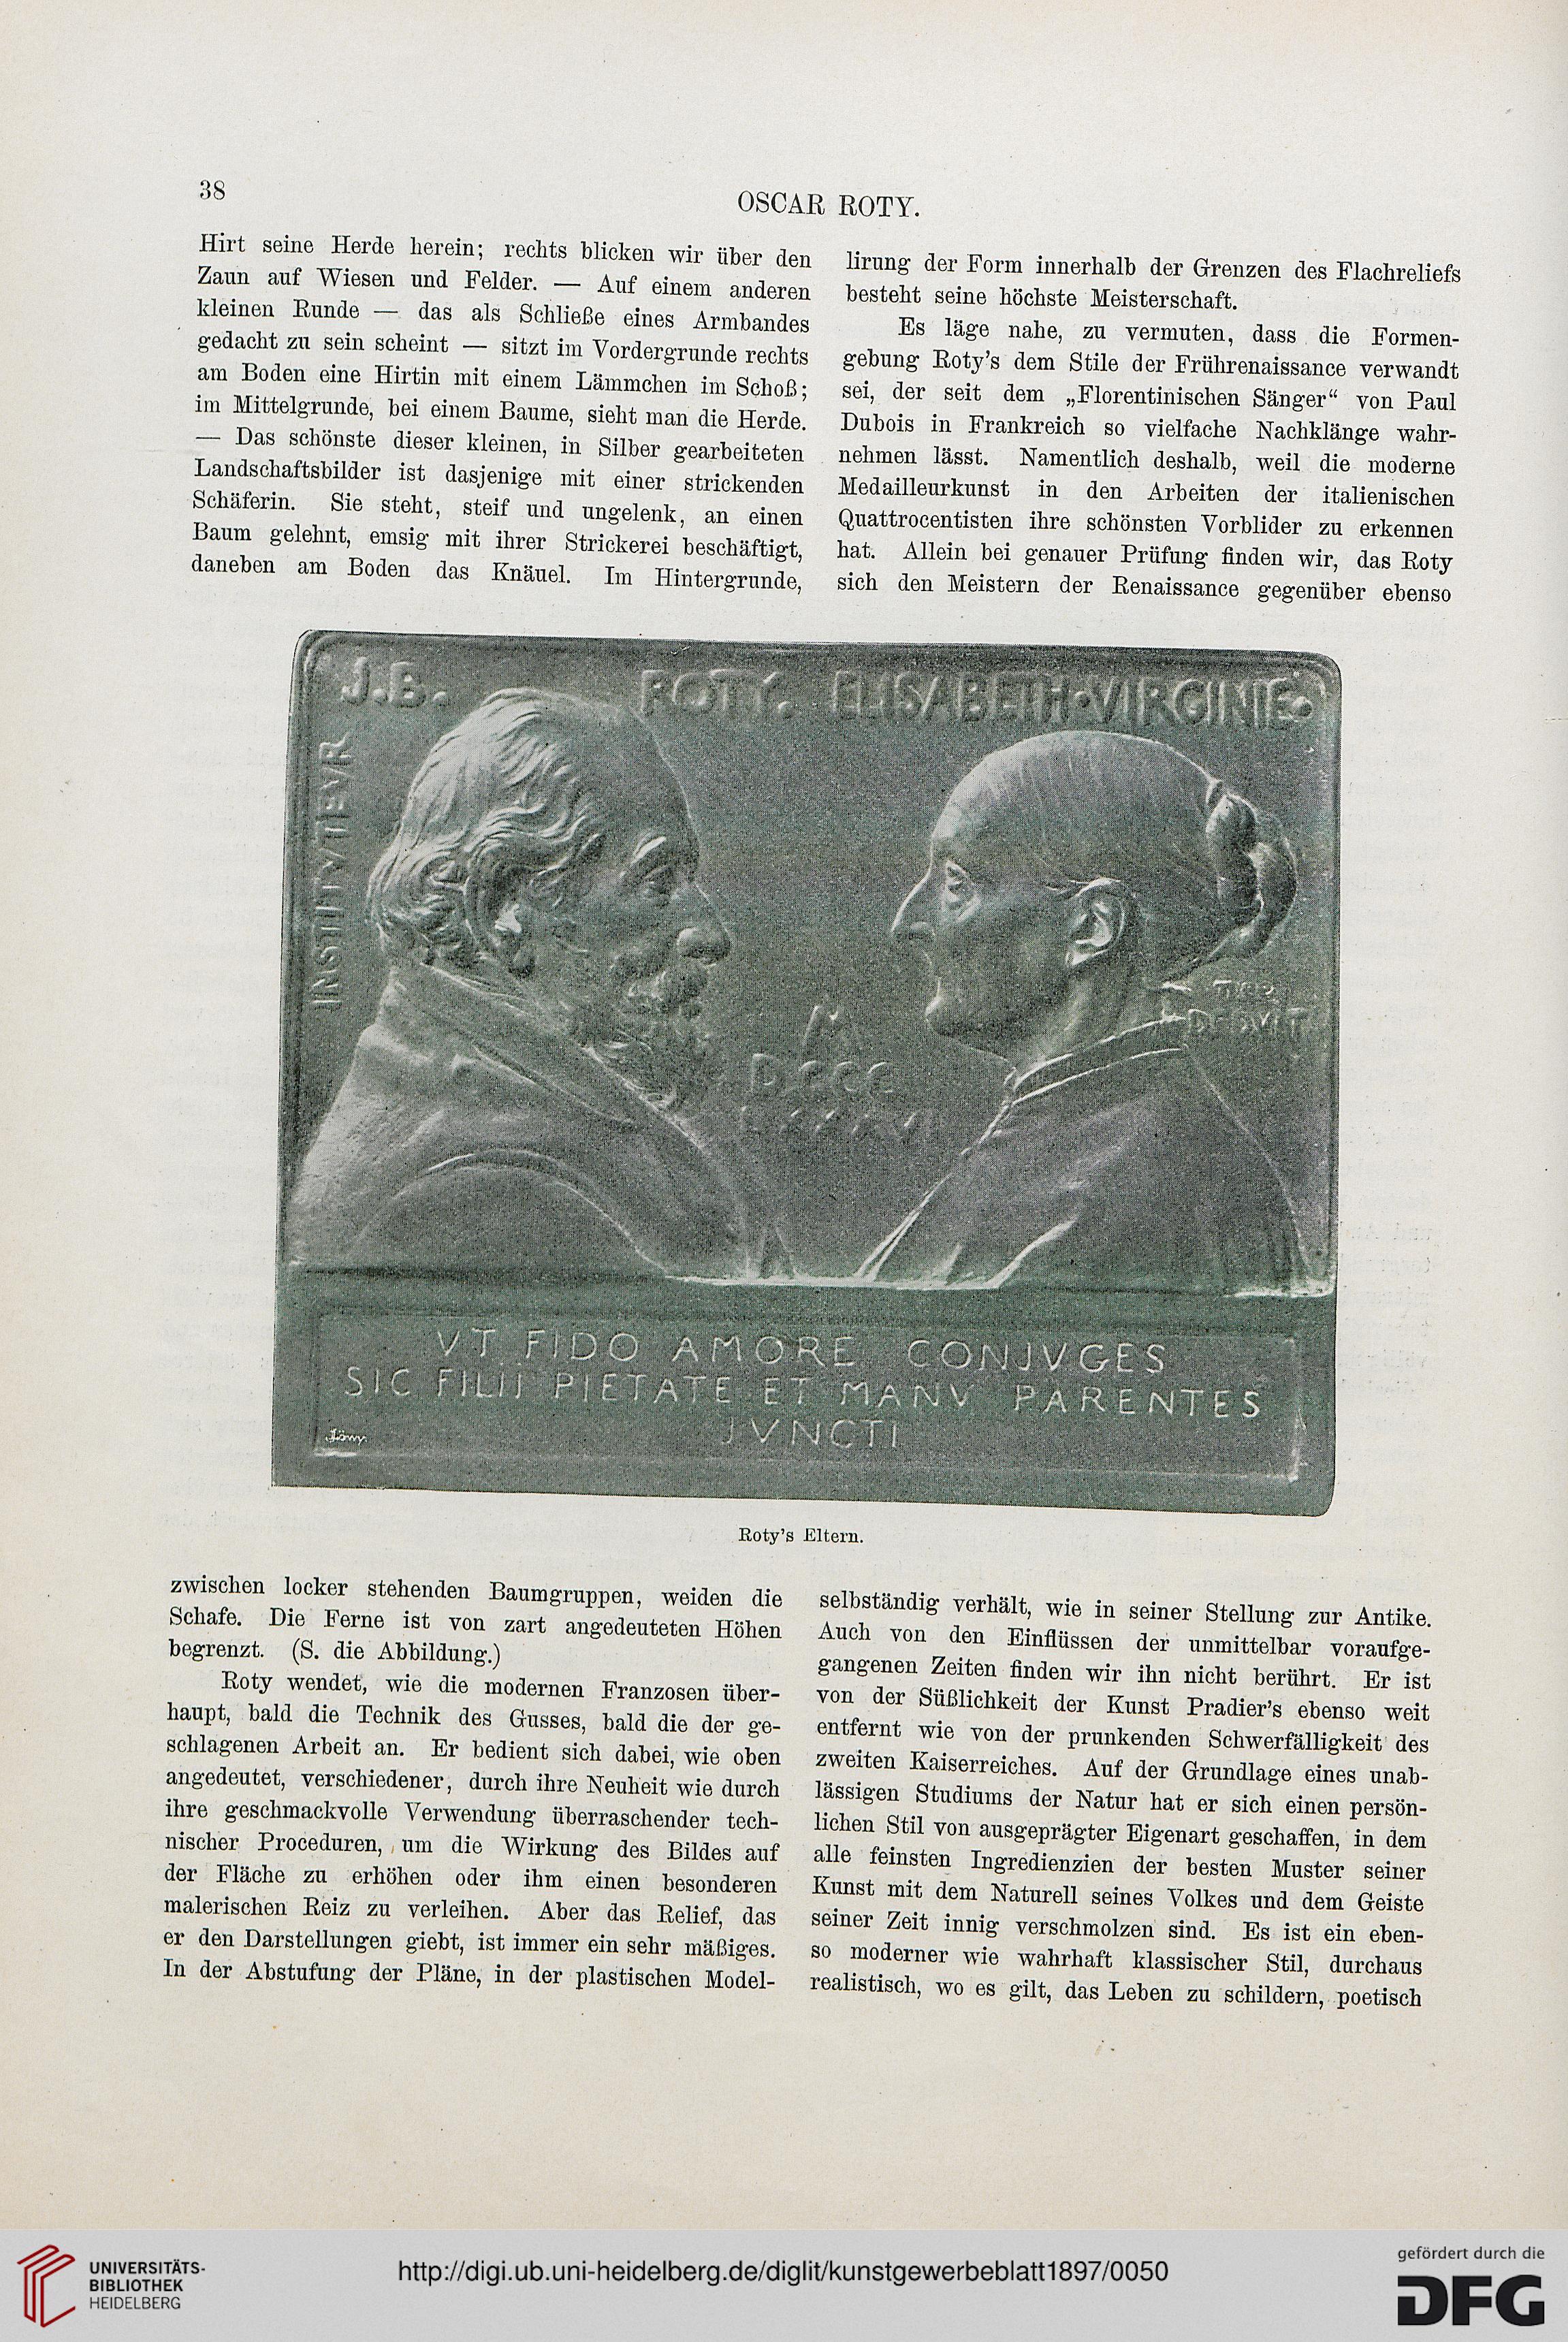 38
OSCAR ROTY.
Hirt seine Herde herein; rechts blicken wir über den
Zaun auf Wiesen und Felder. — Auf einem anderen
kleinen Runde — das als Schließe eines Armbandes
gedacht zu sein scheint — sitzt im Vordergrunde rechts
am Boden eine Hirtin mit einem Lämmchen im Schoß;
im Mittelgrunde, bei einem Baume, sieht man die Herde.
— Das schönste dieser kleinen, in Silber gearbeiteten
Landschaftsbilder ist dasjenige mit einer strickenden
Schäferin. Sie steht, steif und ungelenk, an einen
Baum gelehnt, emsig mit ihrer Strickerei beschäftigt,
daneben am Boden das Knäuel. Im Hintergrunde,
lirung der Form innerhalb der Grenzen des Flachreliefs
besteht seine höchste Meisterschaft.
Es läge nahe, zu vermuten, dass die Formen-
gebung Roty's dem Stile der Frührenaissance verwandt
sei, der seit dem „Florentinischen Sänger“ von Paul
Dubois in Frankreich so vielfache Nachklänge wahr-
nehmen lässt. Namentlich deshalb, weil die moderne
Medailleurkunst in den Arbeiten der italienischen
Quattrocentisten ihre schönsten Vorblider zu erkennen
hat. Allein bei genauer Prüfung finden wir, das Roty
sich den Meistern der Renaissance gegenüber ebenso
J.B. ROTY. ELISABETH·VIRGINIE·
INSTITVTEVR
M
DCCC
VT FIDO AMORE CONJVGES
SIC FILII PIETATE ET MANV PARENTES
JVNCTI
Roty's Eltern.
zwischen locker stehenden Baumgruppen, weiden die
Schafe. Die Ferne ist von zart angedeuteten Höhen
begrenzt. (S. die Abbildung.)
Roty wendet, wie die modernen Franzosen über-
haupt, bald die Technik des Gusses, bald die der ge-
schlagenen Arbeit an. Er bedient sich dabei, wie oben
angedeutet, verschiedener, durch ihre Neuheit wie durch
ihre geschmackvolle Verwendung überraschender tech-
nischer Proceduren, um die Wirkung des Bildes auf
der Fläche zu erhöhen oder ihm einen besonderen
malerischen Reiz zu verleihen. Aber das Relief, das
er den Darstellungen giebt, ist immer ein sehr mäßiges.
In der Abstufung der Pläne, in der plastischen Model-
selbständig verhält, wie in seiner Stellung zur Antike.
Auch von den Einflüssen der unmittelbar voraufge-
gangenen Zeiten finden wir ihn nicht berührt. Er ist
von der Süßlichkeit der Kunst Pradier's ebenso weit
entfernt wie von der prunkenden Schwerfälligkeit des
zweiten Kaiserreiches. Auf der Grundlage eines unab-
lässigen Studiums der Natur hat er sich einen persön-
lichen Stil von ausgeprägter Eigenart geschaffen, in dem
alle feinsten Ingredienzien der besten Muster seiner
Kunst mit dem Naturell seines Volkes und dem Geiste
seiner Zeit innig verschmolzen sind. Es ist ein eben-
so moderner wie wahrhaft klassischer Stil, durchaus
realistisch, wo es gilt, das Leben zu schildern, poetisch
UNIVERSITÄTS-
BIBLIOTHEK
HEIDELBERG
http://digi.ub.uni-heidelberg.de/diglit/kunstgewerbeblatt1897/0050
gefördert durch die
DFG